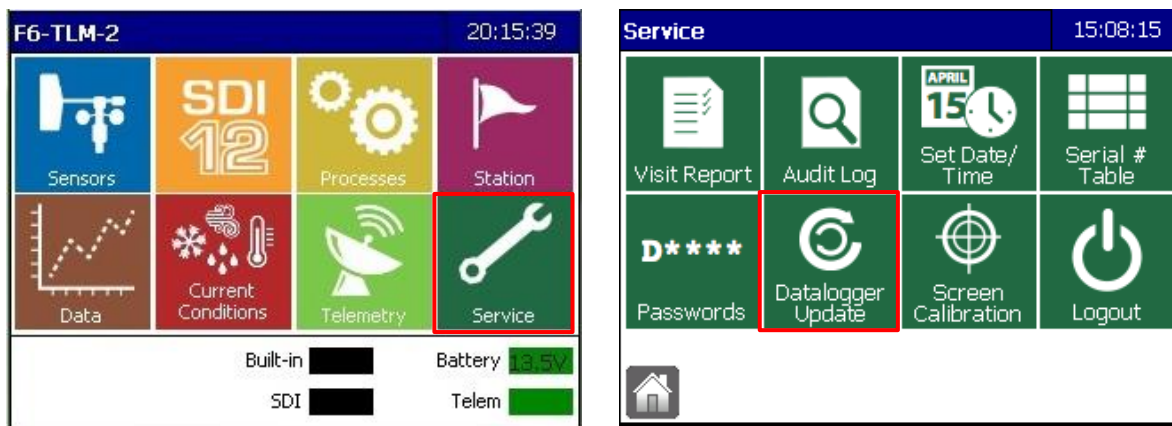 F6-TLM-2 20:15:39
SDI
12
Sensors Processes Station
Current
Conditions
Data Telemetry Service
Built-in Battery 13.5V
SDI Telem
Service 15:08:15
APRIL
15
Visit Report Audit Log Set Date/
Time Serial #
Table
D****
Passwords Datalogger
Update Screen
Calibration Logout